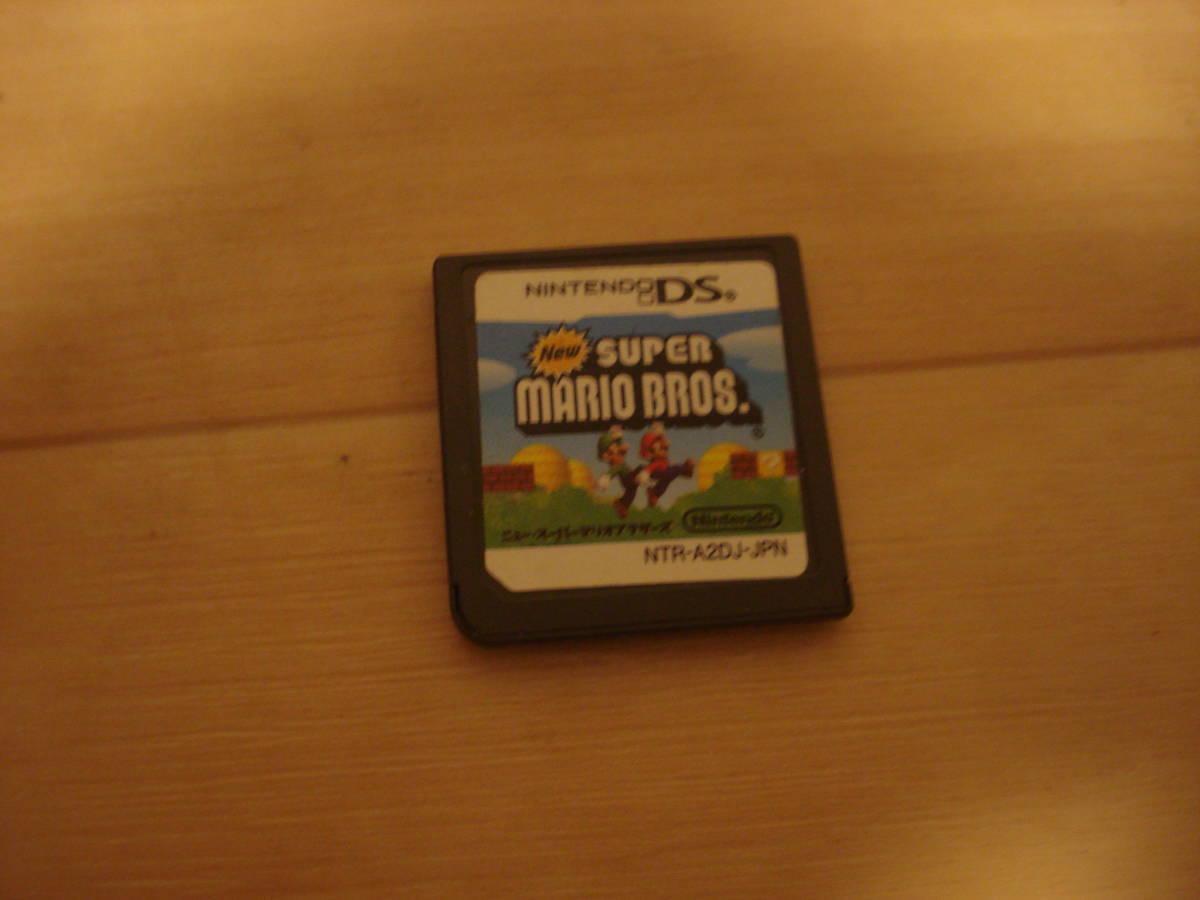 NINTENDO DS®
New SUPER
MARIO BROS.®
ニュー・スーパーマリオブラザーズ
Nintendo
NTR-A2DJ-JPN